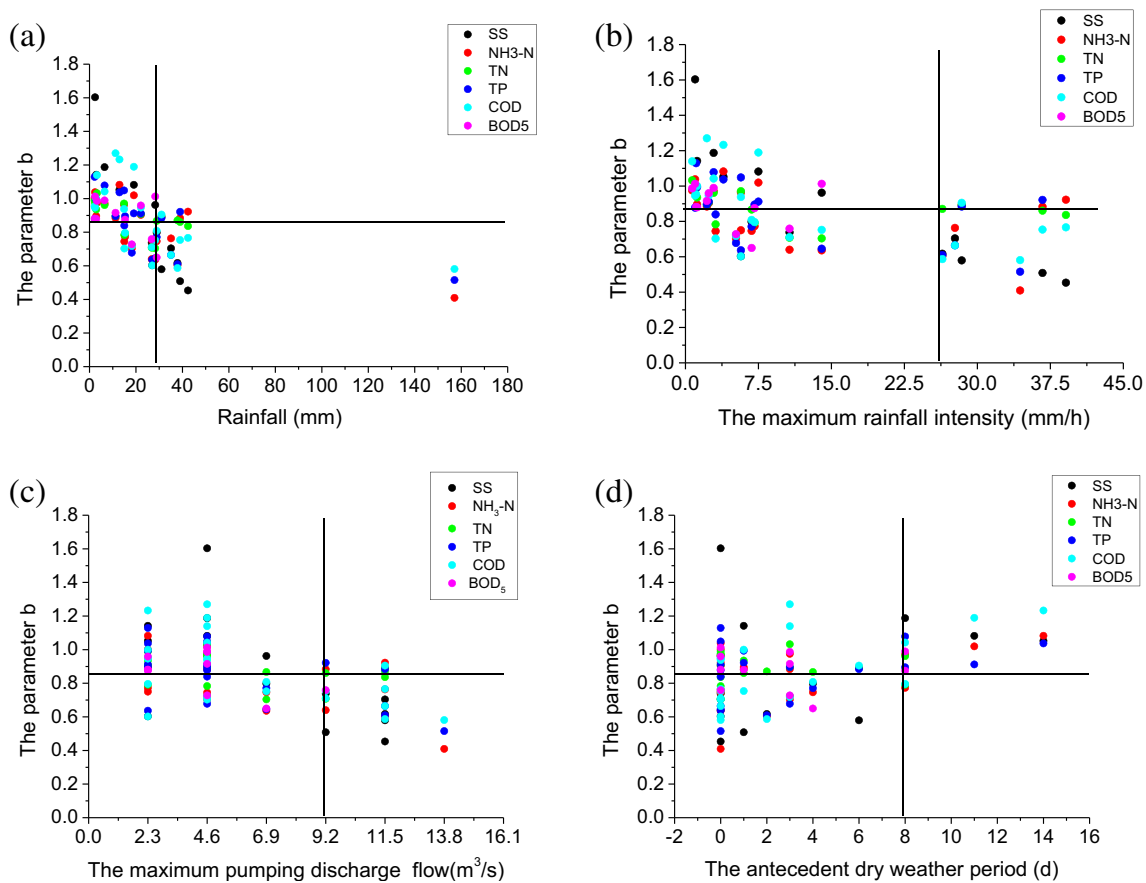 (a)
SS
NH3-N
TN
TP
COD
BOD5
The parameter b
1.8
1.6
1.4
1.2
1.0
0.8
0.6
0.4
0.2
0.0
0 20 40 60 80 100 120 140 160 180
Rainfall (mm)
(b)
SS
NH3-N
TN
TP
COD
BOD5
The parameter b
1.8
1.6
1.4
1.2
1.0
0.8
0.6
0.4
0.2
0.0
0.0 7.5 15.0 22.5 30.0 37.5 45.0
The maximum rainfall intensity (mm/h)
(c)
SS
NH₃-N
TN
TP
COD
BOD₅
The parameter b
1.8
1.6
1.4
1.2
1.0
0.8
0.6
0.4
0.2
0.0
0.0 2.3 4.6 6.9 9.2 11.5 13.8 16.1
The maximum pumping discharge flow(m³/s)
(d)
SS
NH3-N
TN
TP
COD
BOD5
The parameter b
1.8
1.6
1.4
1.2
1.0
0.8
0.6
0.4
0.2
0.0
-2 0 2 4 6 8 10 12 14 16
The antecedent dry weather period (d)